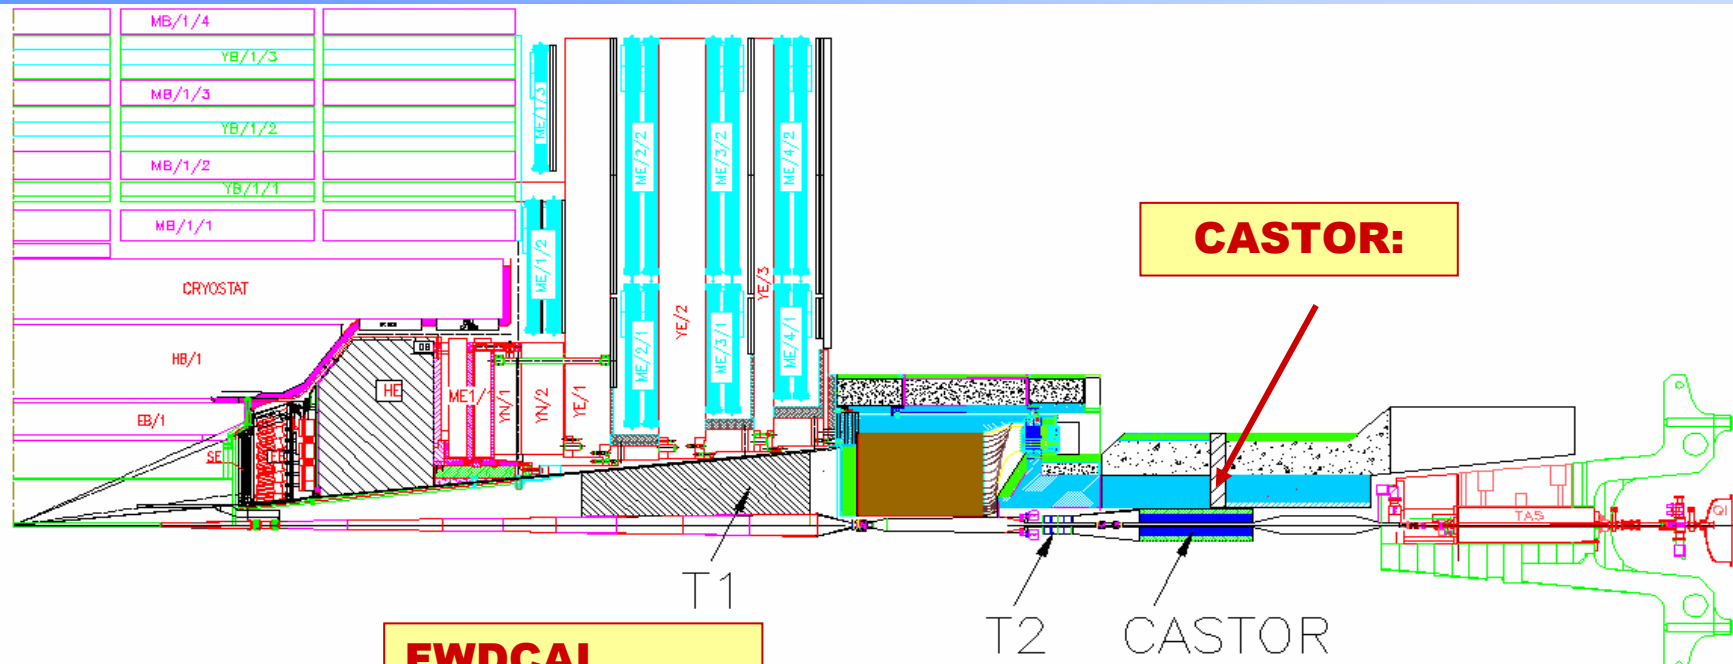 MB/1/4
YB/1/3
MB/1/3
YB/1/2
MB/1/2
YB/1/1
MB/1/1
CRYOSTAT
HB/1
EB/1
SE
HE
ME1/1
YN/1
YN/2
YE/1
ME/1/3
ME/1/2
ME/2/2
ME/2/1
YE/2
ME/3/2
ME/3/1
YE/3
ME/4/2
ME/4/1
CASTOR:
TAS
QI
T1
T2
CASTOR
FWDCAL